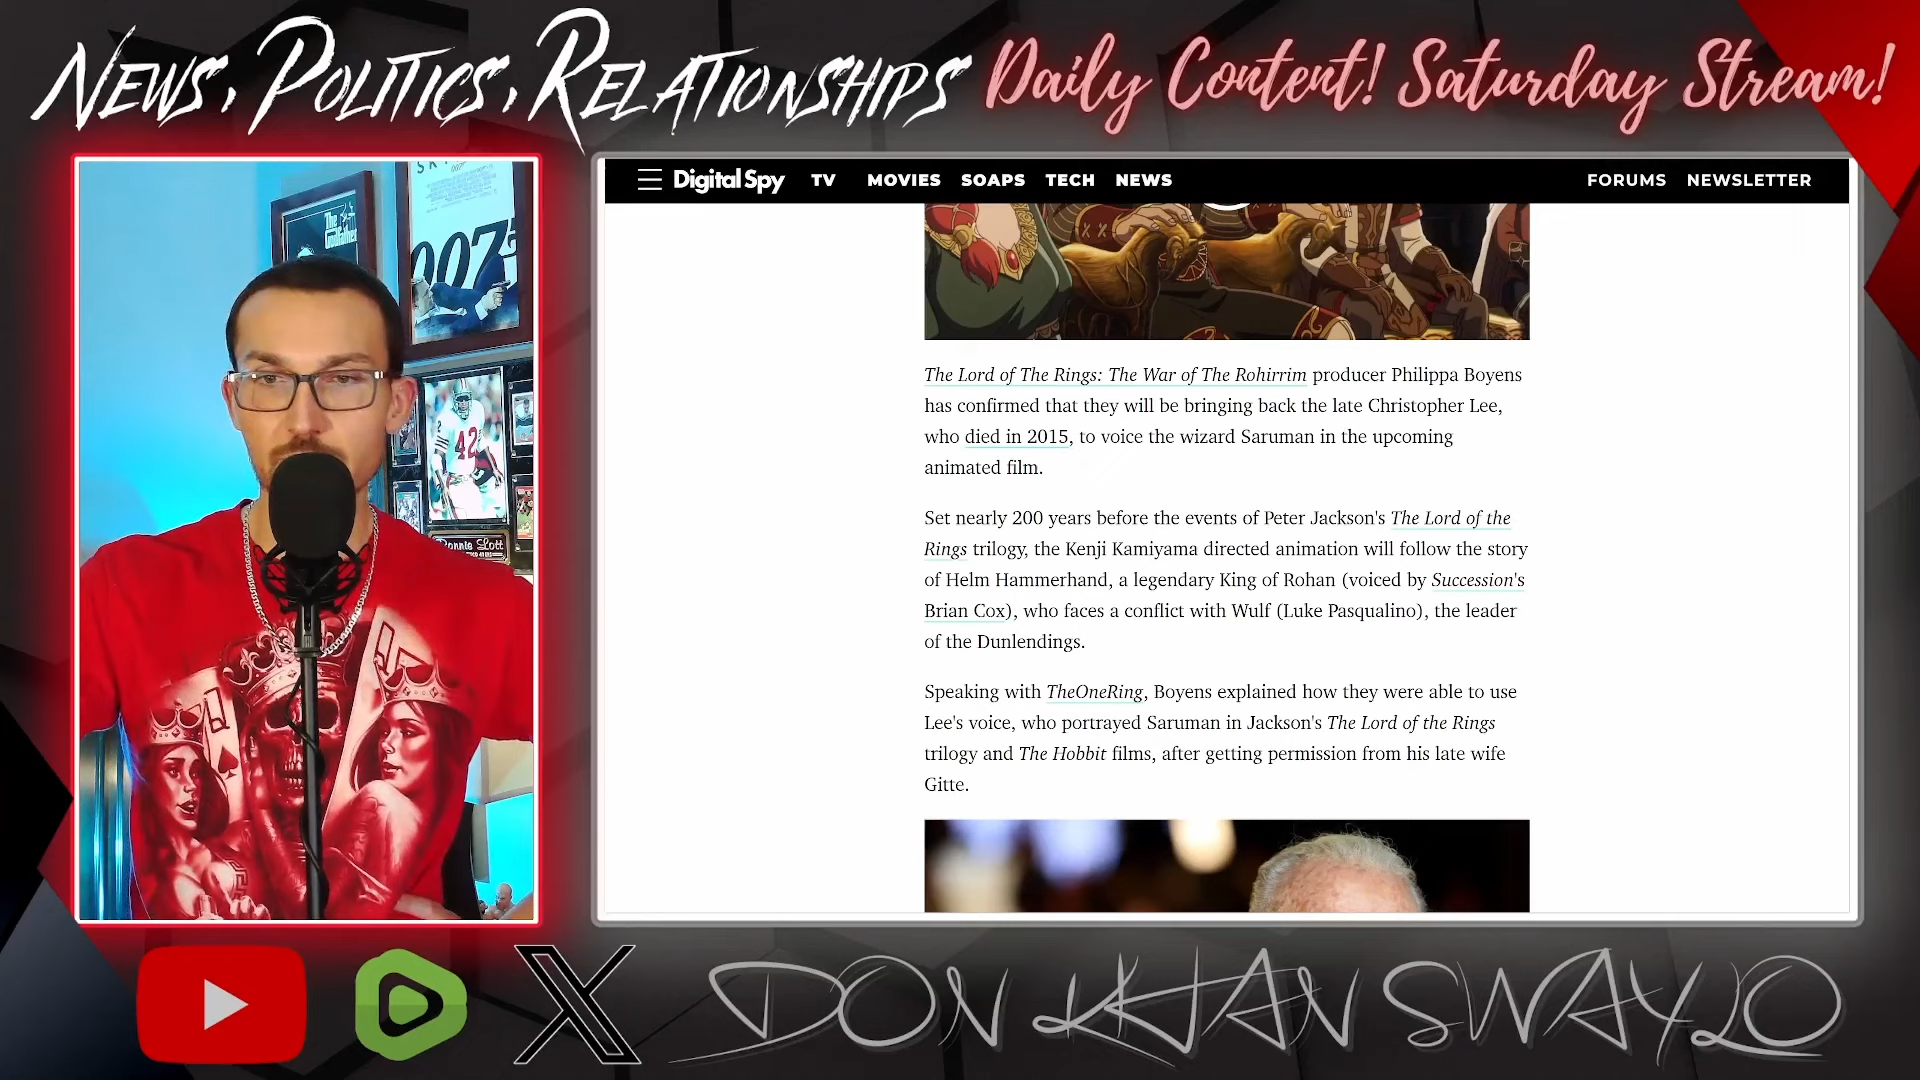 News, Politics, Relationships
Daily Content! Saturday Stream!
The Godfather
007
007
42
Ronnie Lott
Q
Digital Spy TV MOVIES SOAPS TECH NEWS FORUMS NEWSLETTER
The Lord of The Rings: The War of The Rohirrim producer Philippa Boyens
has confirmed that they will be bringing back the late Christopher Lee,
who died in 2015, to voice the wizard Saruman in the upcoming
animated film.
Set nearly 200 years before the events of Peter Jackson's The Lord of the
Rings trilogy, the Kenji Kamiyama directed animation will follow the story
of Helm Hammerhand, a legendary King of Rohan (voiced by Succession's
Brian Cox), who faces a conflict with Wulf (Luke Pasqualino), the leader
of the Dunlendings.
Speaking with TheOneRing, Boyens explained how they were able to use
Lee's voice, who portrayed Saruman in Jackson's The Lord of the Rings
trilogy and The Hobbit films, after getting permission from his late wife
Gitte.
X DON KHAN SWAYLO